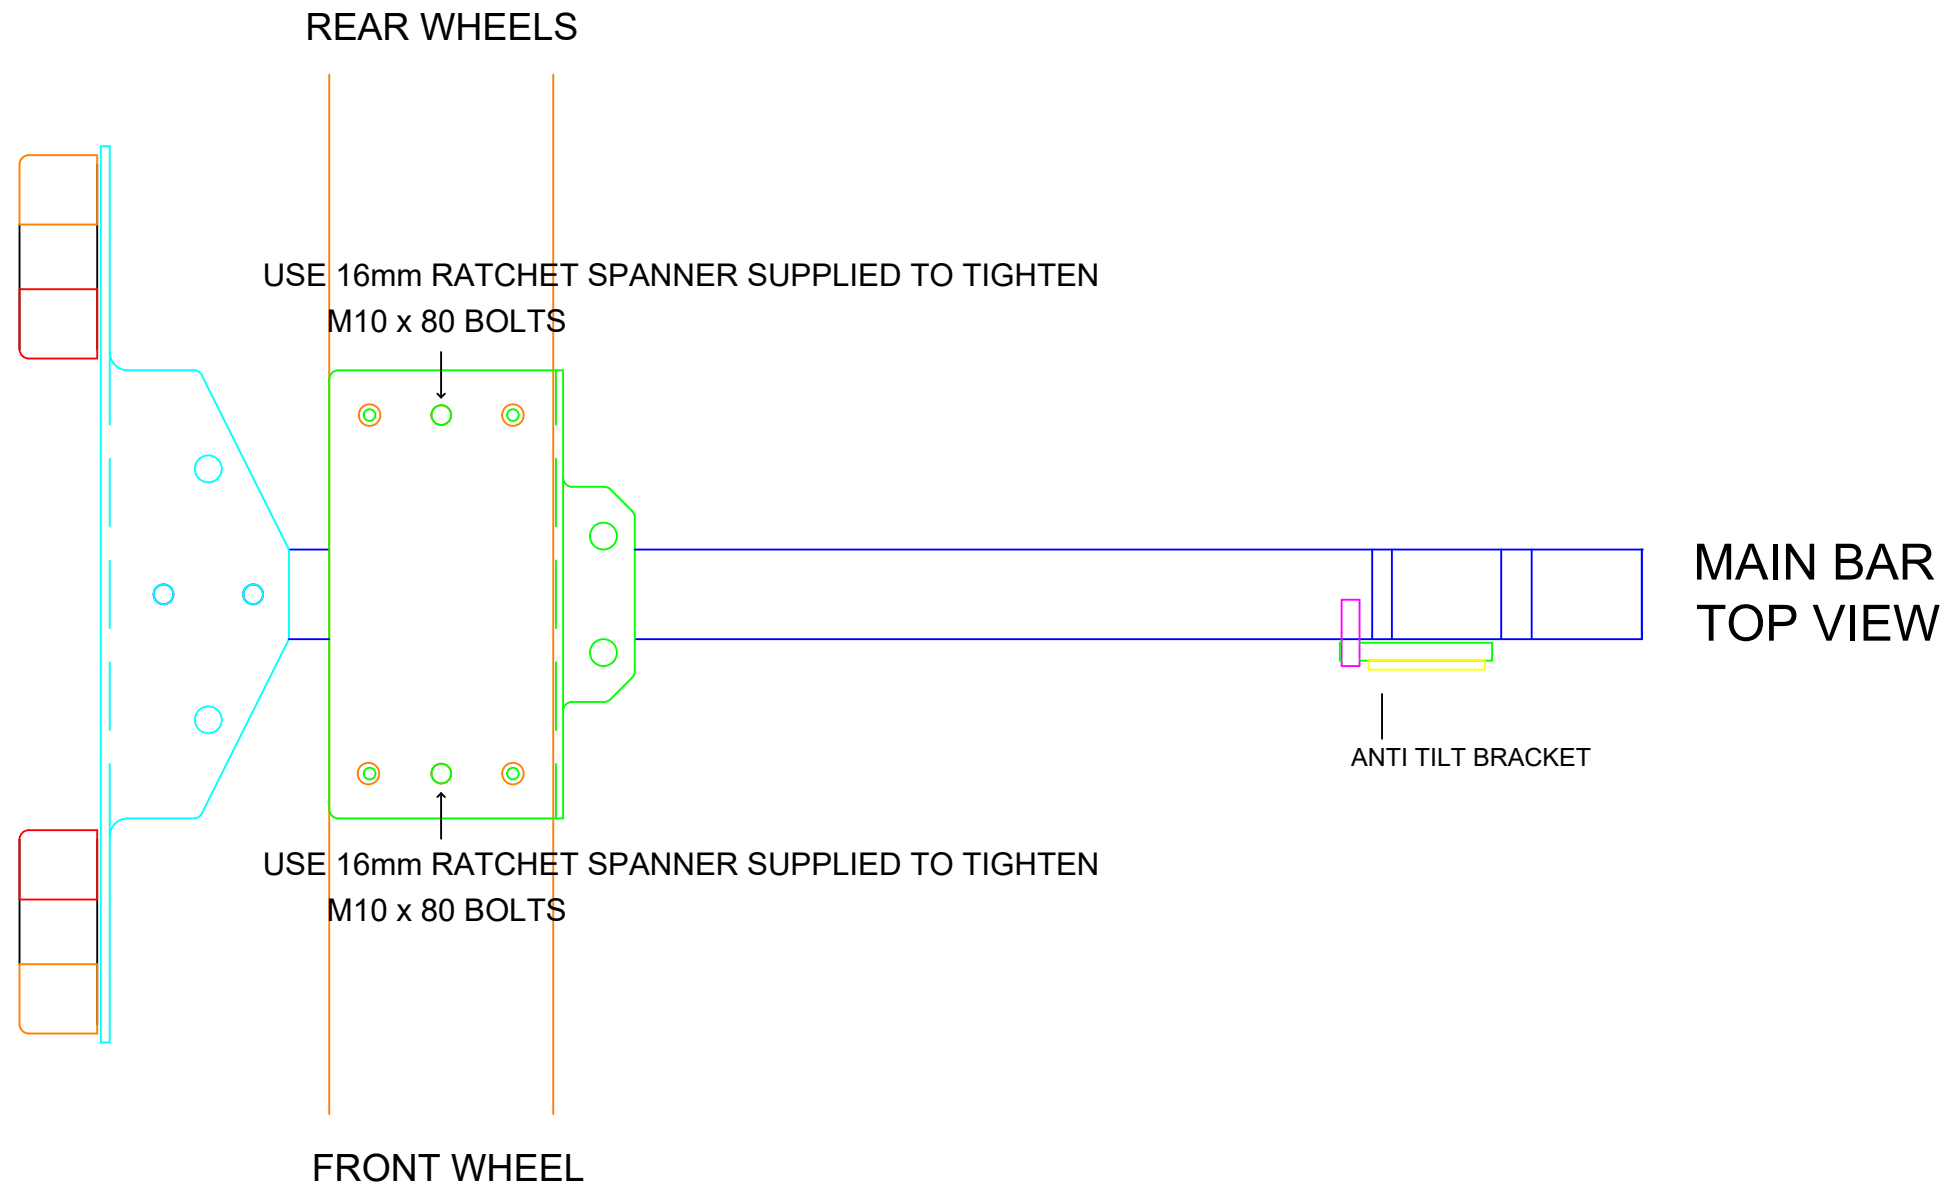 REAR WHEELS
USE 16mm RATCHET SPANNER SUPPLIED TO TIGHTEN
M10 x 80 BOLTS
MAIN BAR
TOP VIEW
ANTI TILT BRACKET
USE 16mm RATCHET SPANNER SUPPLIED TO TIGHTEN
M10 x 80 BOLTS
FRONT WHEEL